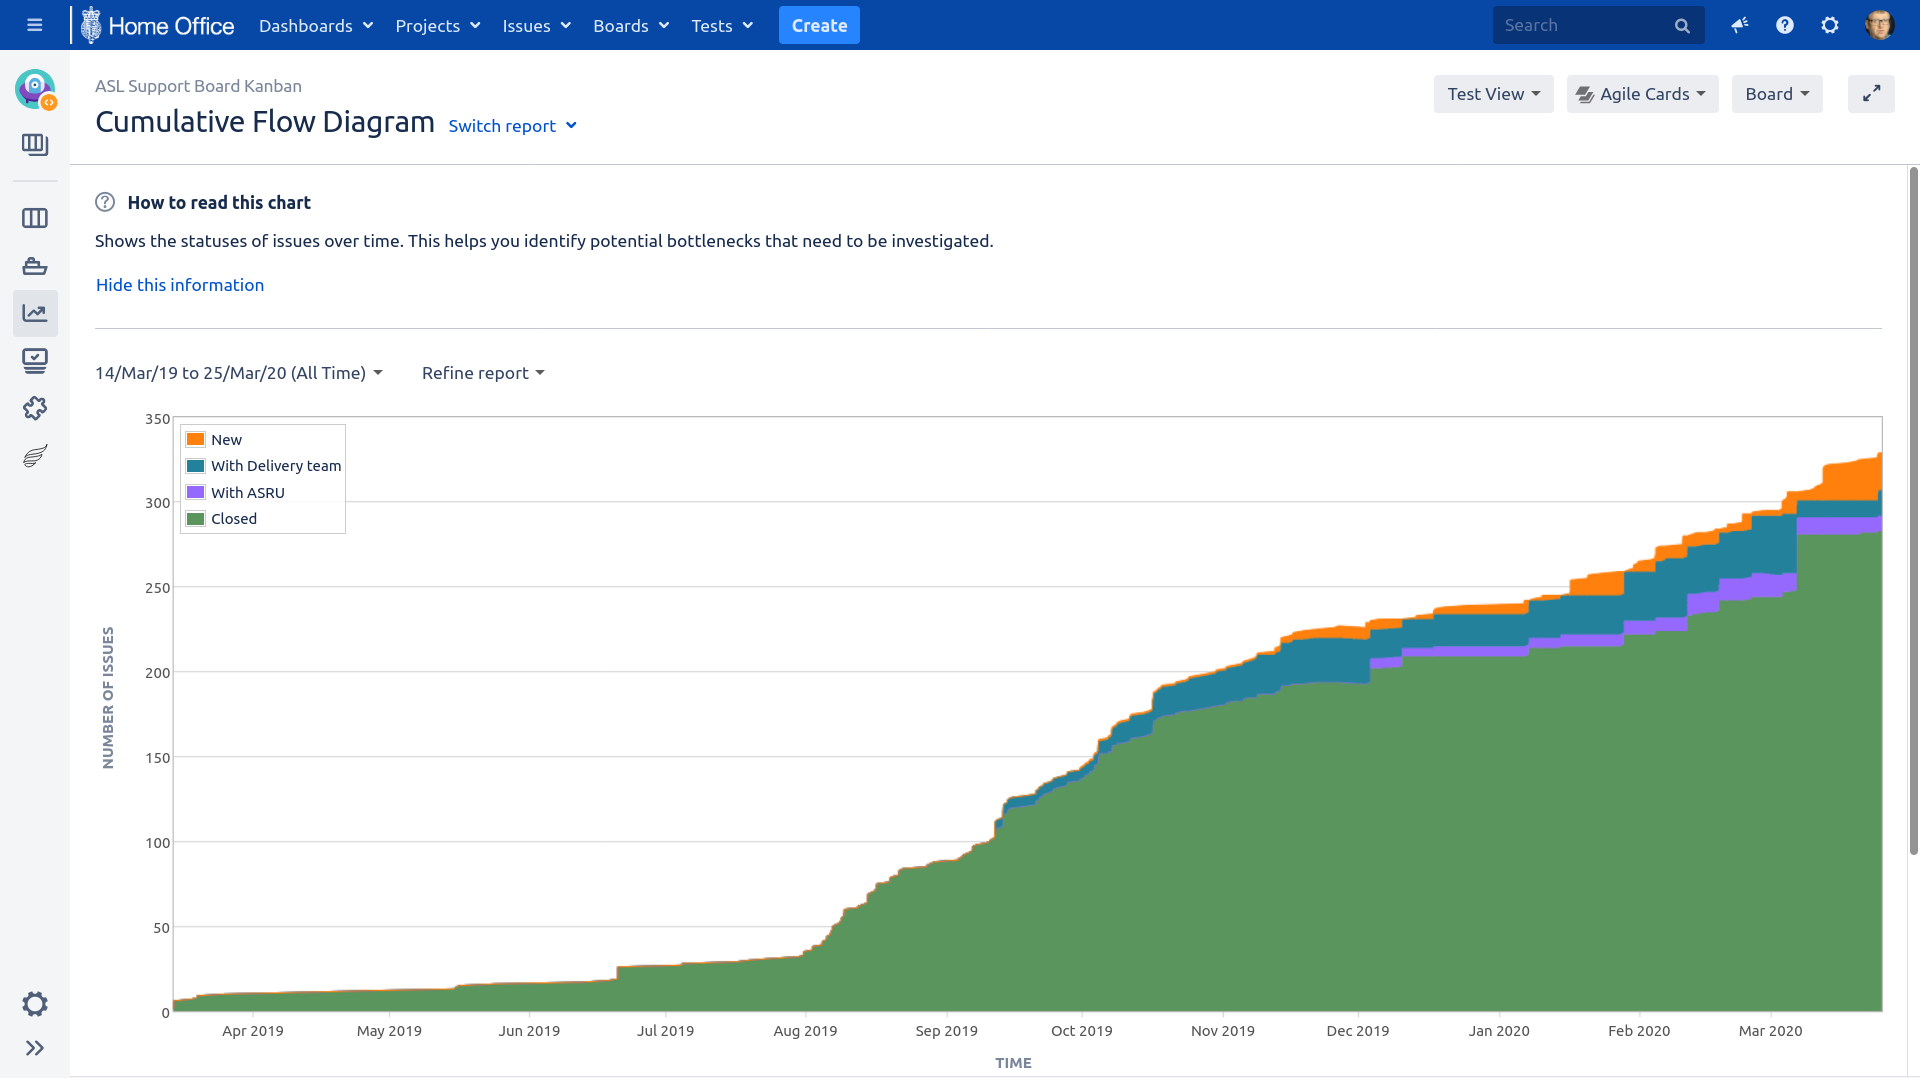 Home Office Dashboards Projects Issues Boards Tests Create Search
ASL Support Board Kanban
Cumulative Flow Diagram Switch report
Test View Agile Cards Board
How to read this chart
Shows the statuses of issues over time. This helps you identify potential bottlenecks that need to be investigated.
Hide this information
14/Mar/19 to 25/Mar/20 (All Time) Refine report
New
With Delivery team
With ASRU
Closed
350
300
250
200
150
100
50
0
NUMBER OF ISSUES
Apr 2019 May 2019 Jun 2019 Jul 2019 Aug 2019 Sep 2019 Oct 2019 Nov 2019 Dec 2019 Jan 2020 Feb 2020 Mar 2020
TIME